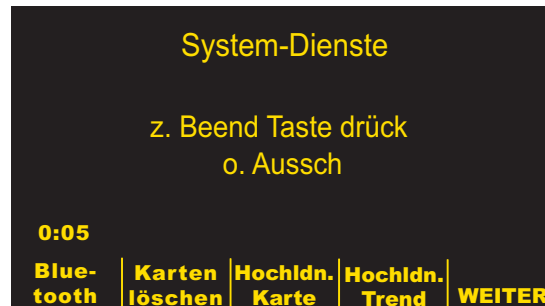 System-Dienste
z. Beend Taste drück
o. Aussch
0:05
Blue-
tooth
Karten
löschen
Hochldn.
Karte
Hochldn.
Trend
WEITER